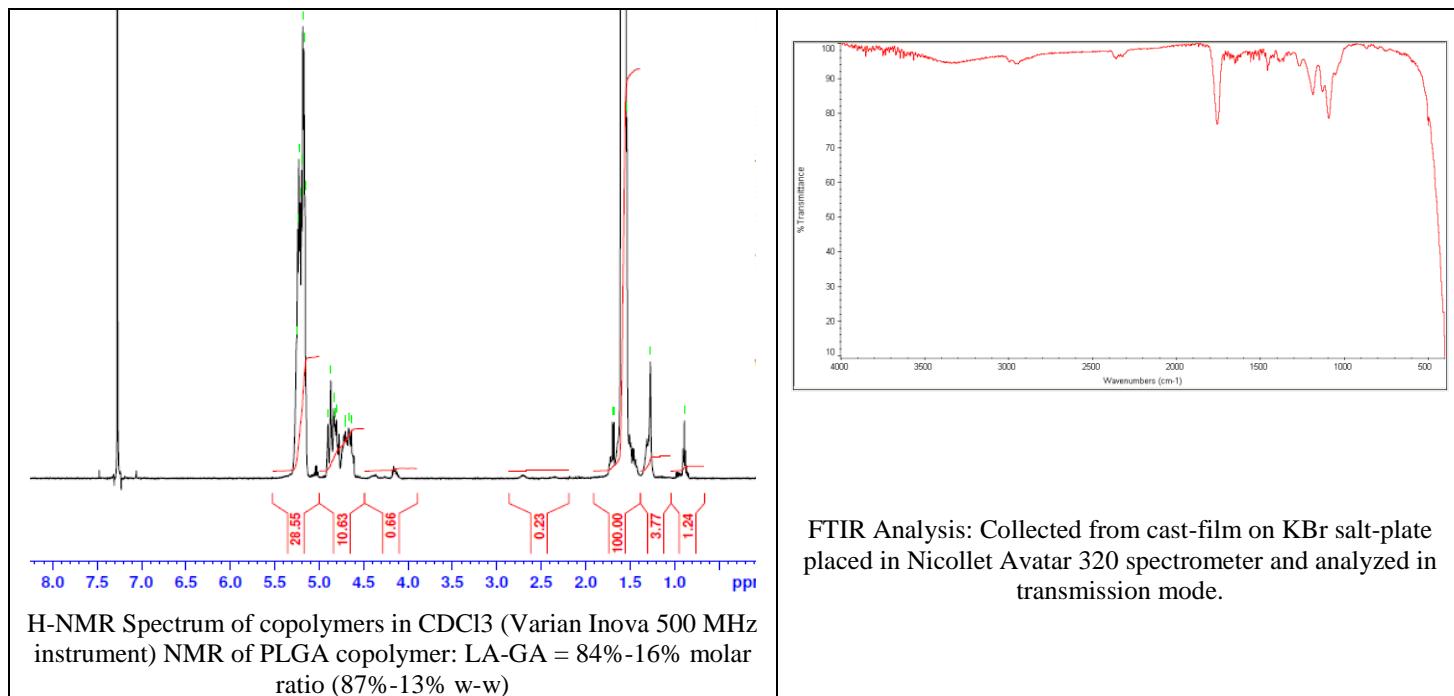 28.55
10.63
0.66
0.23
100.00
3.77
1.24
8.0 7.5 7.0 6.5 6.0 5.5 5.0 4.5 4.0 3.5 3.0 2.5 2.0 1.5 1.0 ppr
H-NMR Spectrum of copolymers in CDCl3 (Varian Inova 500 MHz
instrument) NMR of PLGA copolymer: LA-GA = 84%-16% molar
ratio (87%-13% w-w)
100
90
80
70
60
50
40
30
20
10
% Transmittance
4000 3500 3000 2500 2000 1500 1000 500
Wavenumbers (cm-1)
FTIR Analysis: Collected from cast-film on KBr salt-plate
placed in Nicollet Avatar 320 spectrometer and analyzed in
transmission mode.